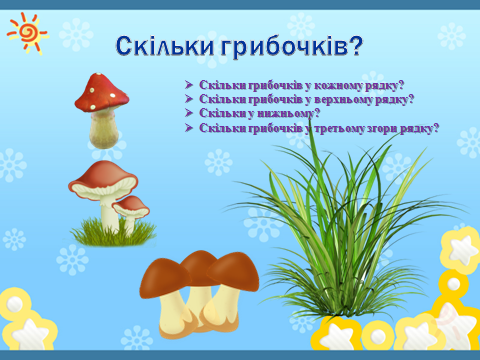 Скільки грибочків?
➢ Скільки грибочків у кожному рядку?
➢ Скільки грибочків у верхньому рядку?
➢ Скільки у нижньому?
➢ Скільки грибочків у третьому згори рядку?